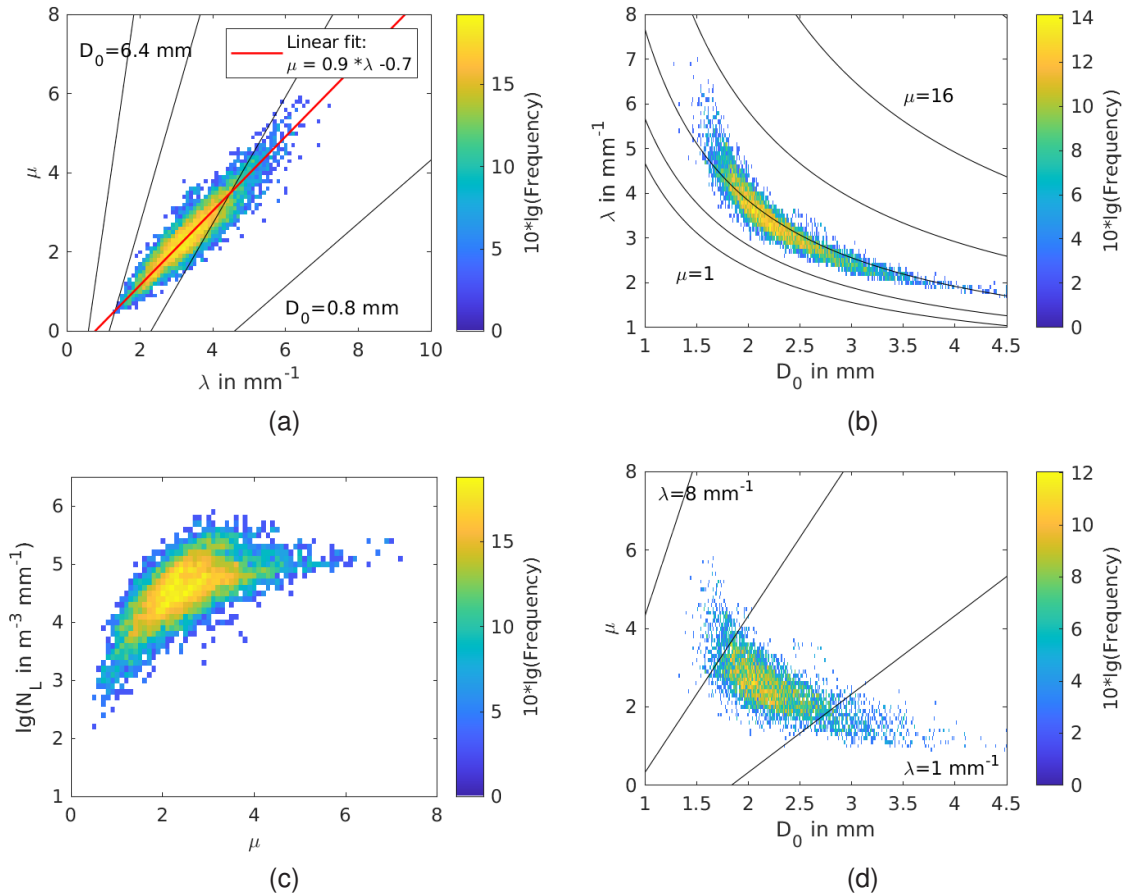 D0=6.4 mm
Linear fit:
μ = 0.9 *λ -0.7
D0=0.8 mm
8
6
4
2
0
μ
0 2 4 6 8 10
λ in mm-1
15
10
5
0
10*lg(Frequency)
(a)
μ=16
μ=1
8
7
6
5
4
3
2
1
λ in mm-1
1 1.5 2 2.5 3 3.5 4 4.5
D0 in mm
14
12
10
8
6
4
2
0
10*lg(Frequency)
(b)
6
5
4
3
2
1
lg(NL in m-3 mm-1)
0 2 4 6 8
μ
15
10
5
0
10*lg(Frequency)
(c)
λ=8 mm-1
λ=1 mm-1
8
6
4
2
0
μ
1 1.5 2 2.5 3 3.5 4 4.5
D0 in mm
12
10
8
6
4
2
0
10*lg(Frequency)
(d)